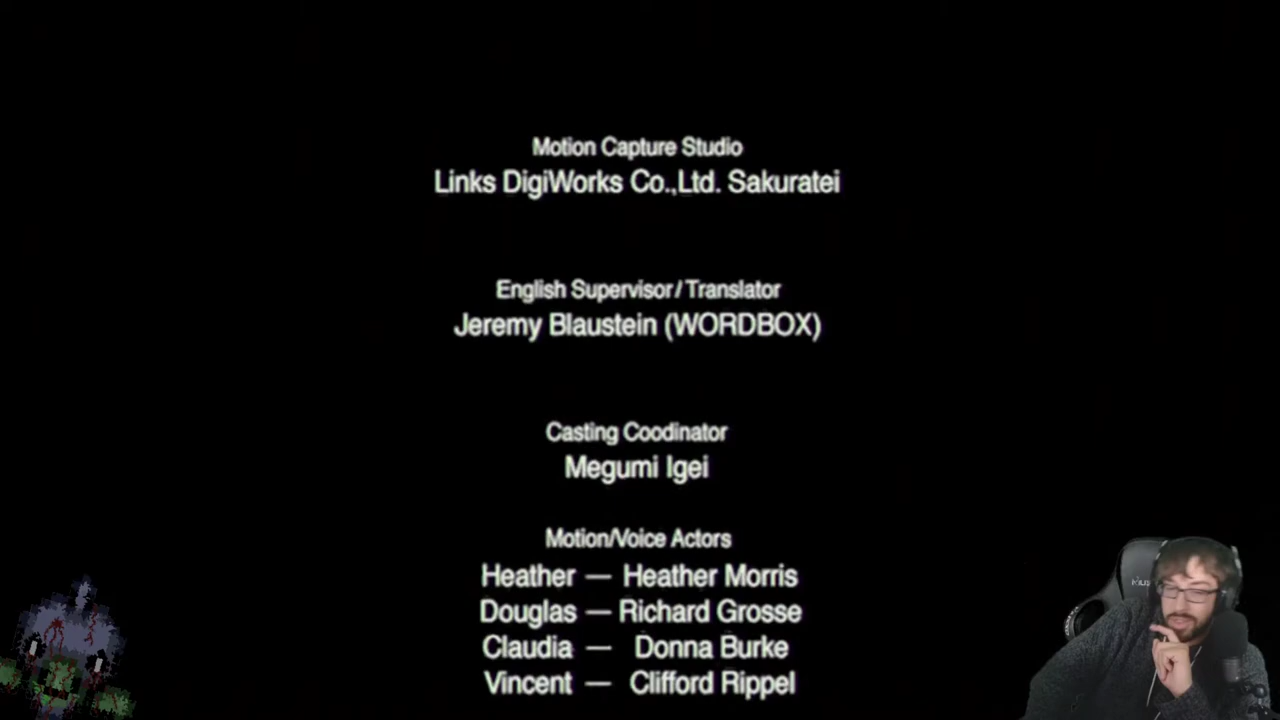 Motion Capture Studio
Links DigiWorks Co.,Ltd. Sakuratei
English Supervisor/Translator
Jeremy Blaustein (WORDBOX)
Casting Coodinator
Megumi Igei
Motion/Voice Actors
Heather — Heather Morris
Douglas — Richard Grosse
Claudia — Donna Burke
Vincent — Clifford Rippel